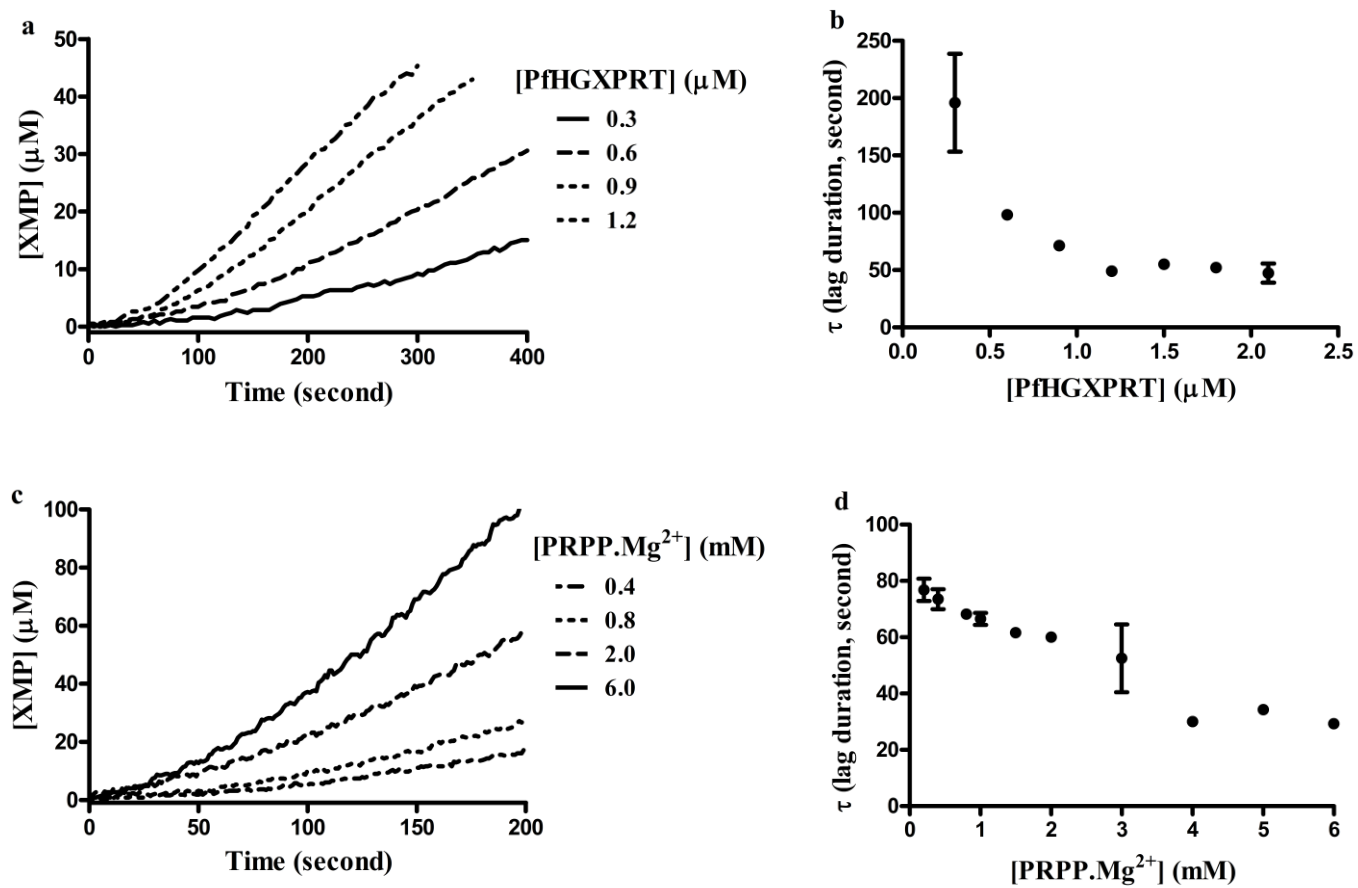 a
50
40
30
20
10
0
0 100 200 300 400
[XMP] (µM)
Time (second)
[PfHGXPRT] (µM)
0.3
0.6
0.9
1.2
b
250
200
150
100
50
0
0.0 0.5 1.0 1.5 2.0 2.5
τ (lag duration, second)
[PfHGXPRT] (µM)
c
100
80
60
40
20
0
0 50 100 150 200
[XMP] (µM)
Time (second)
[PRPP.Mg²⁺] (mM)
0.4
0.8
2.0
6.0
d
100
80
60
40
20
0
0 1 2 3 4 5 6
τ (lag duration, second)
[PRPP.Mg²⁺] (mM)